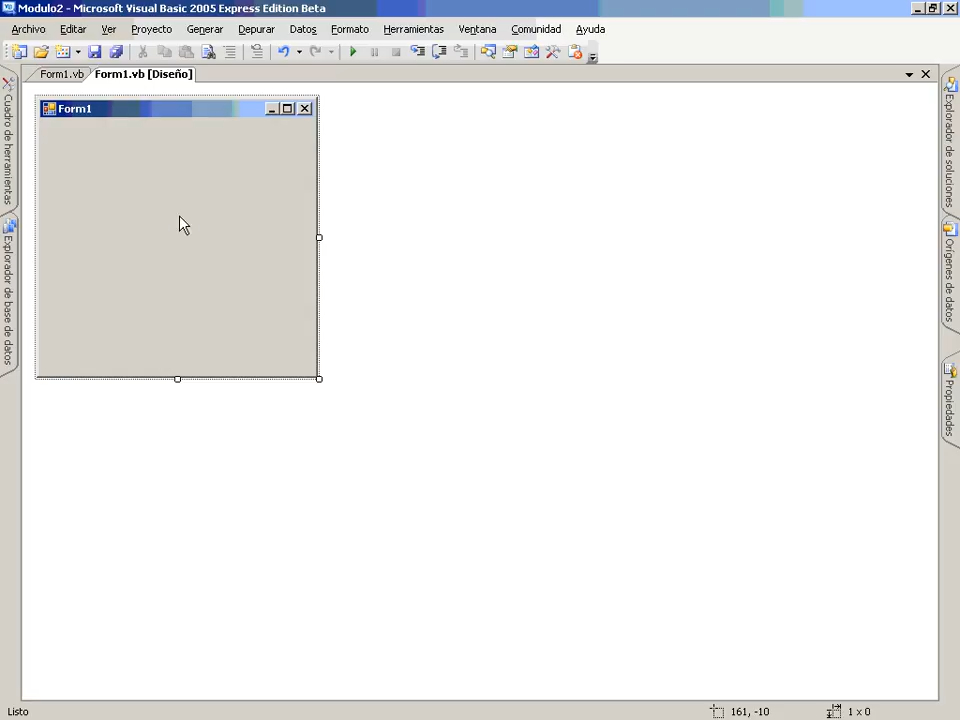 Modulo2 - Microsoft Visual Basic 2005 Express Edition Beta
Archivo Editar Ver Proyecto Generar Depurar Datos Formato Herramientas Ventana Comunidad Ayuda
Form1.vb Form1.vb [Diseño]
Form1
Cuadro de herramientas
Explorador de base de datos
Explorador de soluciones
Orígenes de datos
Propiedades
Listo 161, -10 1 x 0